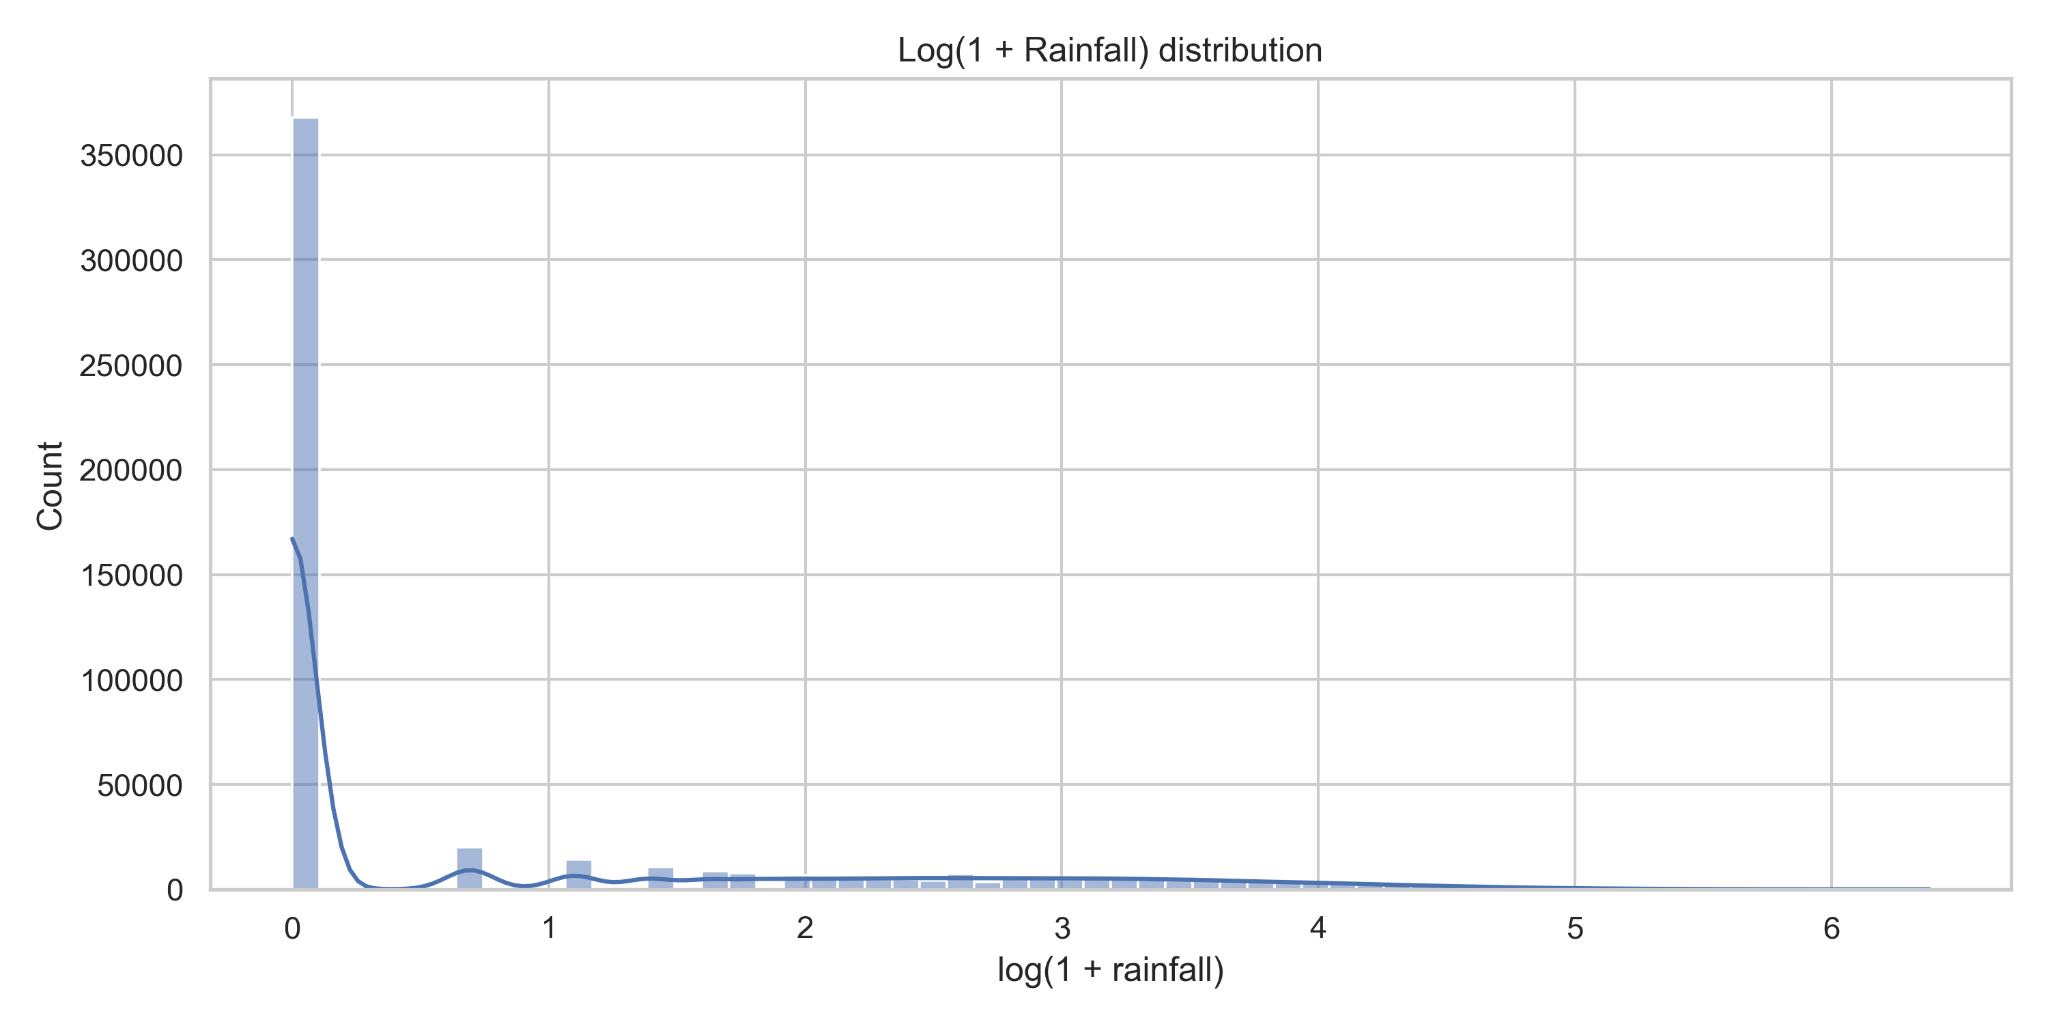 Log(1 + Rainfall) distribution
350000
300000
250000
200000
150000
100000
50000
0
Count
0 1 2 3 4 5 6
log(1 + rainfall)